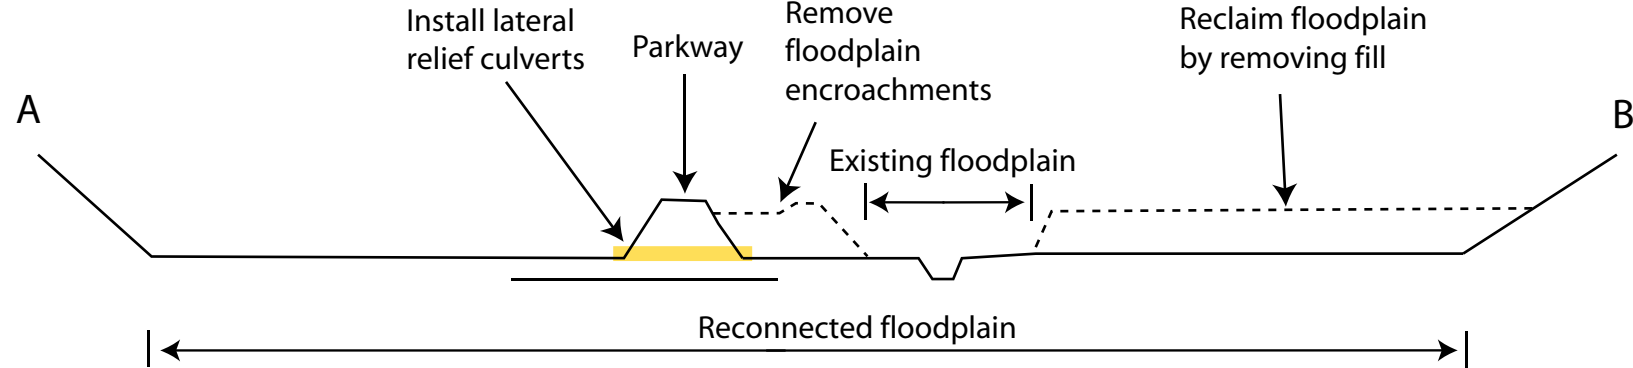 Install lateral
relief culverts
Parkway
Remove
floodplain
encroachments
Reclaim floodplain
by removing fill
A
B
Existing floodplain
Reconnected floodplain